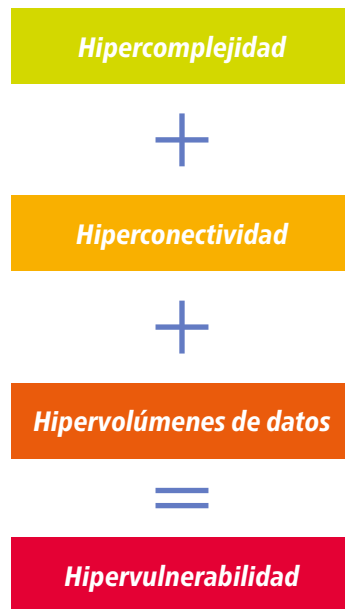 Hipercomplejidad
+
Hiperconectividad
+
Hipervolúmenes de datos
=
Hipervulnerabilidad